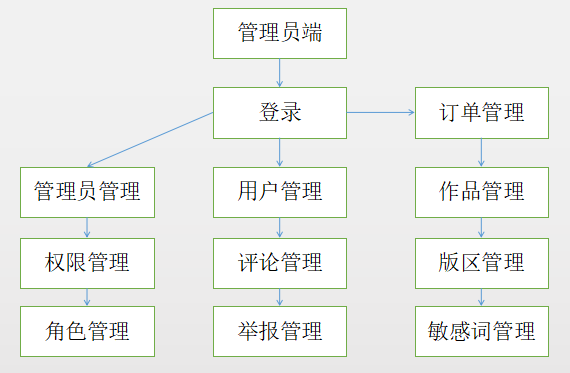 管理员端
登录
订单管理
管理员管理
用户管理
作品管理
权限管理
评论管理
版区管理
角色管理
举报管理
敏感词管理